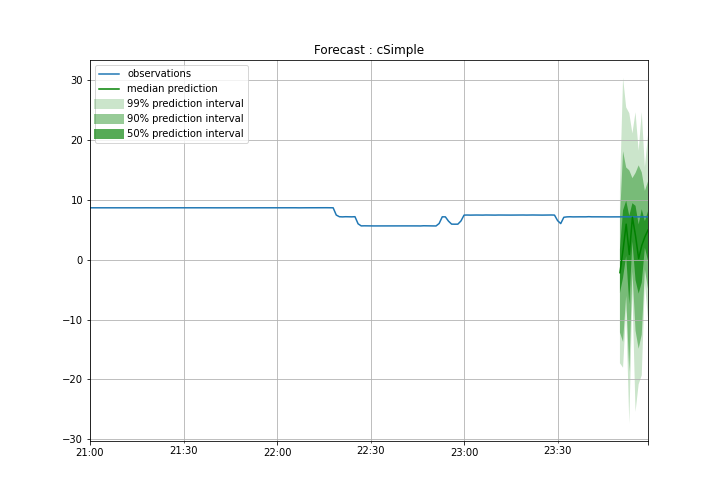 Forecast : cSimple
observations
median prediction
99% prediction interval
90% prediction interval
50% prediction interval
30
20
10
0
−10
−20
−30
21:00
21:30
22:00
22:30
23:00
23:30